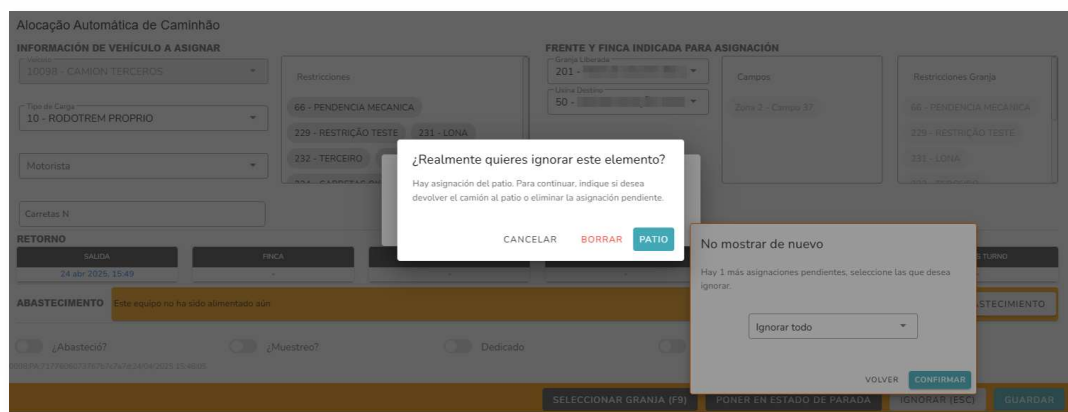 Alocação Automática de Caminhão
INFORMACIÓN DE VEHÍCULO A ASIGNAR
FRENTE Y FINCA INDICADA PARA ASIGNACIÓN
10038 - CAMION TERCEROS
Restricciones
Granja Liberada
201 -
Campos
Restricciones Granja
Tipo de Carga
10 - RODOTREM PROPRIO
66 - PENDENCIA MECANICA
Usina Destino
50 -
Zona 2 - Campo 37
66 - PENDENCIA MECANICA
229 - RESTRIÇÃO TESTE
231 - LONA
229 - RESTRIÇÃO TESTE
Motorista
232 - TERCEIRO
231 - LONA
¿Realmente quieres ignorar este elemento?
Hay asignación del patio. Para continuar, indique si desea
devolver el camión al patio o eliminar la asignación pendiente.
CANCELAR
BORRAR
PATIO
Carretas N
RETORNO
SALIDA
FINCA
TURNO
24 abr 2025, 15:49
-
-
-
No mostrar de nuevo
Hay 1 más asignaciones pendientes, seleccione las que desea
ignorar.
Ignorar todo
VOLVER
CONFIRMAR
ABASTECIMENTO
Este equipo no ha sido alimentado aún
¿Abasteció?
¿Muestreo?
Dedicado
SELECCIONAR GRANJA (F9)
PONER EN ESTADO DE PARADA
IGNORAR (ESC)
GUARDAR